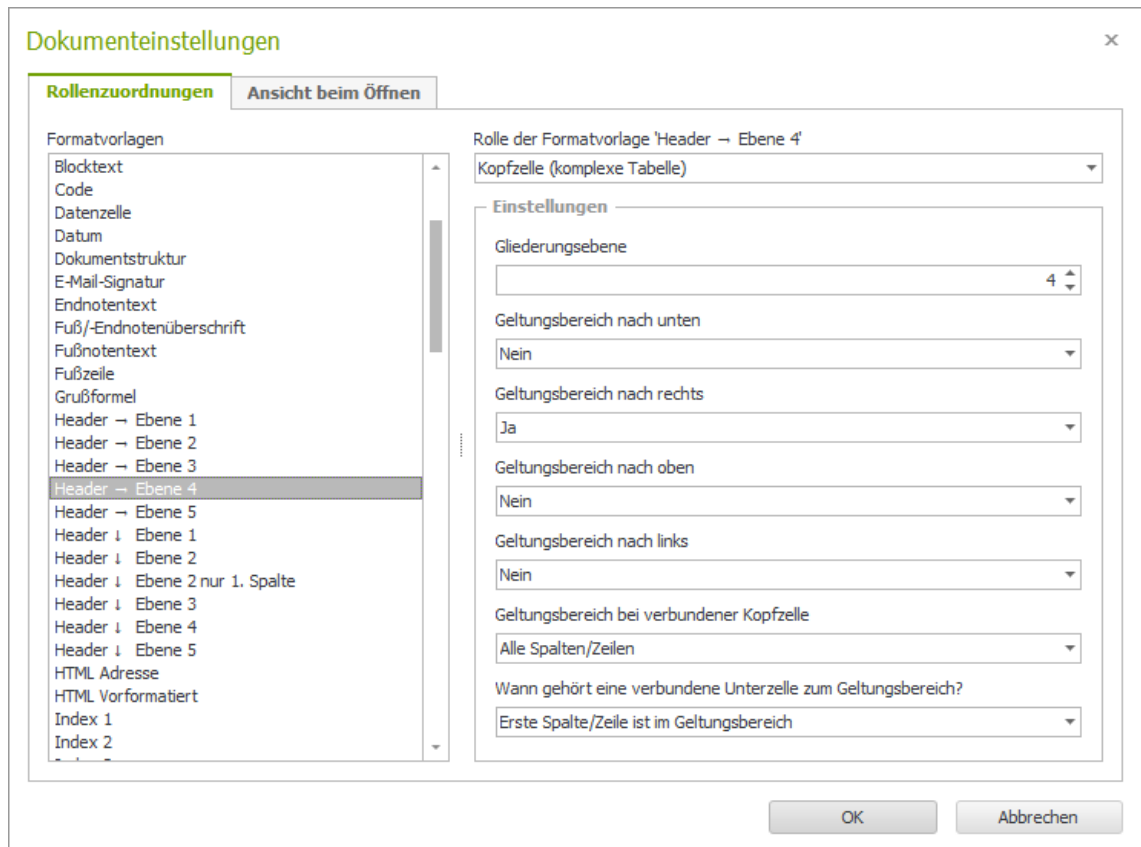 Dokumenteinstellungen
Rollenzuordnungen
Ansicht beim Öffnen
Formatvorlagen
Blocktext
Code
Datenzelle
Datum
Dokumentstruktur
E-Mail-Signatur
Endnotentext
Fuß/-Endnotenüberschrift
Fußnotentext
Fußzeile
Grußformel
Header → Ebene 1
Header → Ebene 2
Header → Ebene 3
Header → Ebene 4
Header → Ebene 5
Header ↓ Ebene 1
Header ↓ Ebene 2
Header ↓ Ebene 2 nur 1. Spalte
Header ↓ Ebene 3
Header ↓ Ebene 4
Header ↓ Ebene 5
HTML Adresse
HTML Vorformatiert
Index 1
Index 2
Rolle der Formatvorlage 'Header → Ebene 4'
Kopfzelle (komplexe Tabelle)
Einstellungen
Gliederungsebene
4
Geltungsbereich nach unten
Nein
Geltungsbereich nach rechts
Ja
Geltungsbereich nach oben
Nein
Geltungsbereich nach links
Nein
Geltungsbereich bei verbundener Kopfzelle
Alle Spalten/Zeilen
Wann gehört eine verbundene Unterzelle zum Geltungsbereich?
Erste Spalte/Zeile ist im Geltungsbereich
OK
Abbrechen